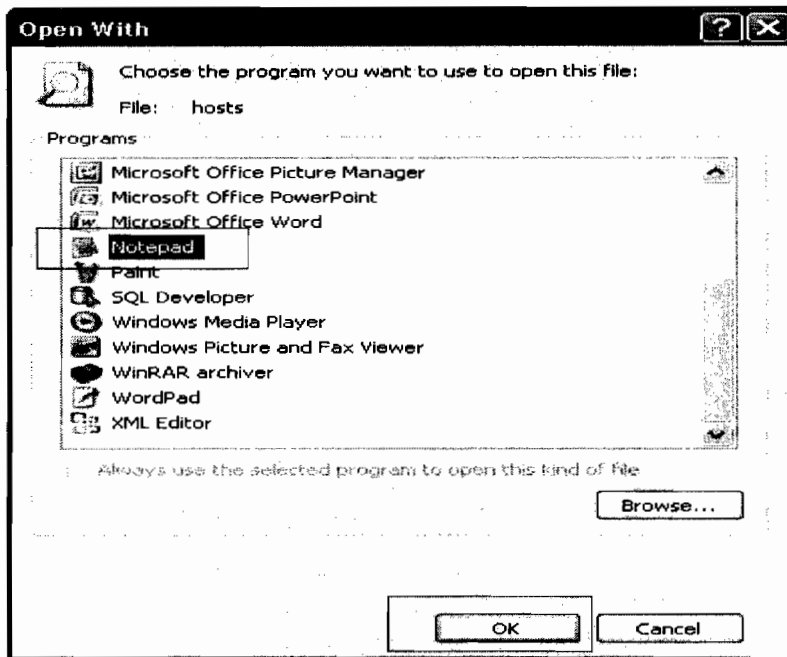 Open With
Choose the program you want to use to open this file:
File: hosts
Programs
Microsoft Office Picture Manager
Microsoft Office PowerPoint
Microsoft Office Word
Notepad
Paint
SQL Developer
Windows Media Player
Windows Picture and Fax Viewer
WinRAR archiver
WordPad
XML Editor
Always use the selected program to open this kind of file
Browse...
OK
Cancel